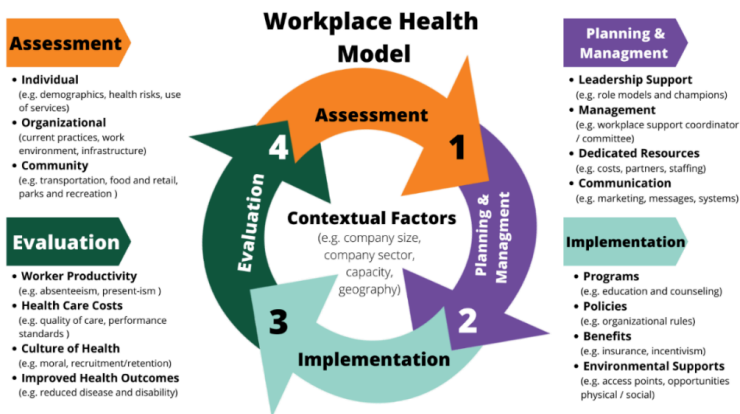 Workplace Health
Model
Assessment
• Individual
(e.g. demographics, health risks, use
of services)
• Organizational
(current practices, work
environment, infrastructure)
• Community
(e.g. transportation, food and retail,
parks and recreation )
Planning &
Managment
• Leadership Support
(e.g. role models and champions)
• Management
(e.g. workplace support coordinator
/ committee)
• Dedicated Resources
(e.g. costs, partners, staffing)
• Communication
(e.g. marketing, messages, systems)
Assessment
1
Planning &
Managment
2
Implementation
3
Evaluation
4
Contextual Factors
(e.g. company size,
company sector,
capacity,
geography)
Evaluation
• Worker Productivity
(e.g. absenteeism, present-ism )
• Health Care Costs
(e.g. quality of care, performance
standards )
• Culture of Health
(e.g. moral, recruitment/retention)
• Improved Health Outcomes
(e.g. reduced disease and disability)
Implementation
• Programs
(e.g. education and counseling)
• Policies
(e.g. organizational rules)
• Benefits
(e.g. insurance, incentivism)
• Environmental Supports
(e.g. access points, opportunities
physical / social)